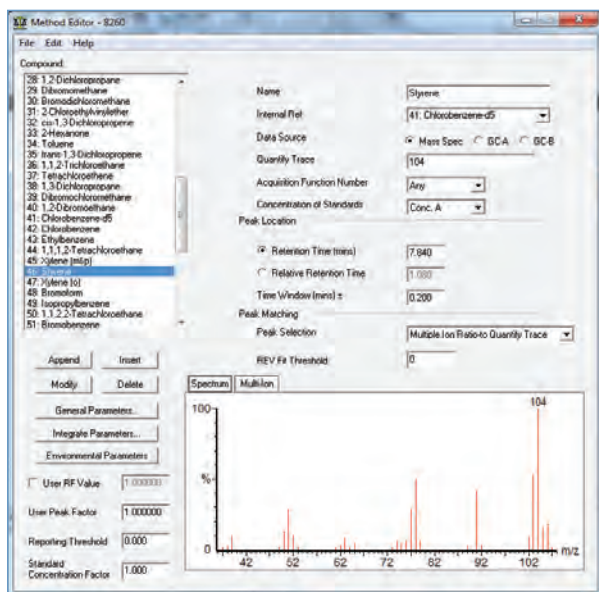 Method Editor - 8260
File Edit Help
Compound
28: 1,2-Dichloropropane
29: Dibromomethane
30: Bromodichloromethane
31: 2-Chloroethylvinylether
32: cis-1,3-Dichloropropene
33: 2-Hexanone
34: Toluene
35: trans-1,3-Dichloropropene
36: 1,1,2-Trichloroethane
37: Tetrachloroethene
38: 1,3-Dichloropropane
39: Dibromochloromethane
40: 1,2-Dibromoethane
41: Chlorobenzene-d5
42: Chlorobenzene
43: Ethylbenzene
44: 1,1,1,2-Tetrachloroethane
45: Xylene (m&p)
46: Styrene
47: Xylene (o)
48: Bromoform
49: Isopropylbenzene
50: 1,1,2,2-Tetrachloroethane
51: Bromobenzene
Name Styrene
Internal Ref 41: Chlorobenzene-d5
Data Source Mass Spec GC-A GC-B
Quantify Trace 104
Acquisition Function Number Any
Concentration of Standards Conc. A
Peak Location
Retention Time (mins) 7.840
Relative Retention Time 1.080
Time Window (mins) ± 0.200
Peak Matching
Peak Selection Multiple Ion Ratio-to Quantify Trace
REV Fit Threshold 0
Append Insert
Modify Delete
General Parameters...
Integrate Parameters...
Environmental Parameters
User RF Value 1.000000
User Peak Factor 1.000000
Reporting Threshold 0.000
Standard
Concentration Factor 1.000
Spectrum Multi-Ion
104
100
%
0
42 52 62 72 82 92 102 m/z